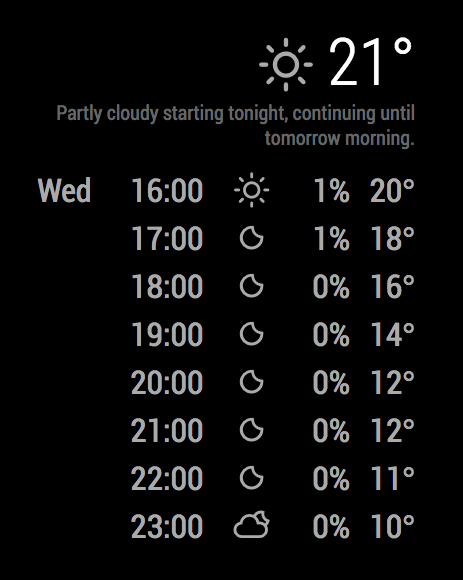 21°
Partly cloudy starting tonight, continuing until
tomorrow morning.
Wed 16:00 1% 20°
17:00 1% 18°
18:00 0% 16°
19:00 0% 14°
20:00 0% 12°
21:00 0% 12°
22:00 0% 11°
23:00 0% 10°